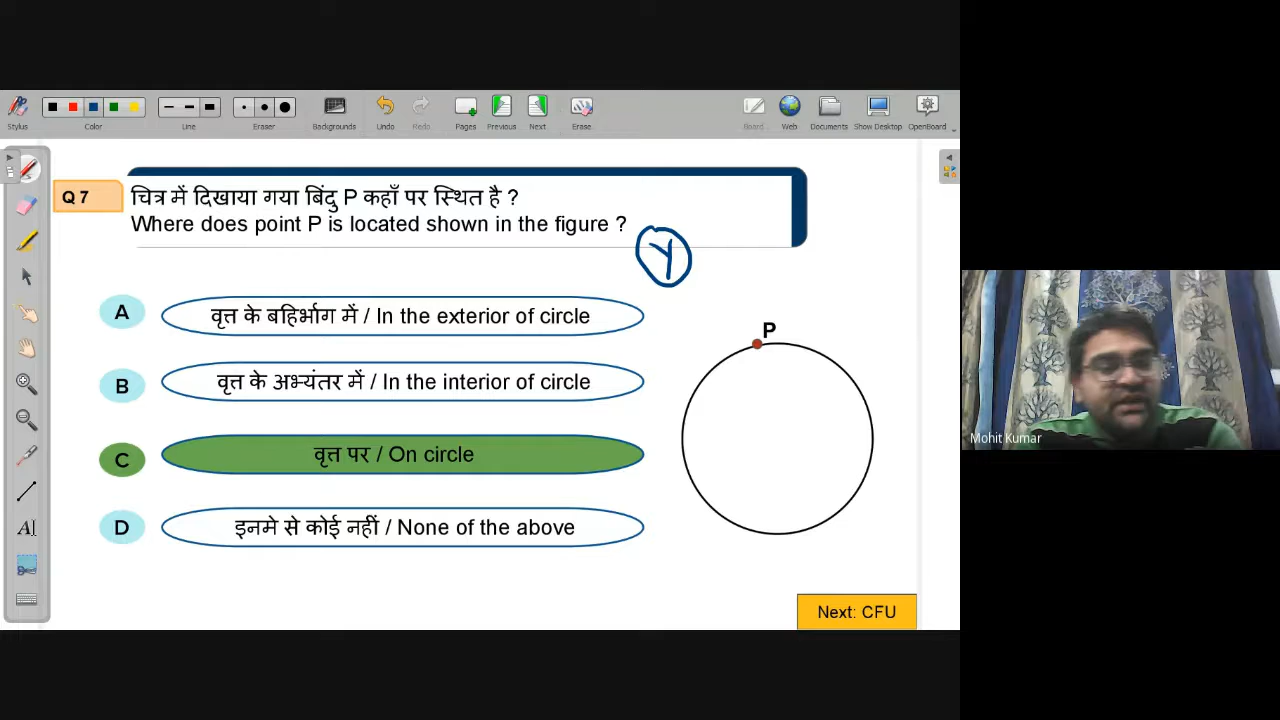 Stylus
Color
Line
Eraser
Backgrounds
Undo
Redo
Pages
Previous
Next
Erase
Board
Web
Documents
Show Desktop
OpenBoard
Q 7
चित्र में दिखाया गया बिंदु P कहाँ पर स्थित है ?
Where does point P is located shown in the figure ?
A
वृत्त के बहिर्भाग में / In the exterior of circle
B
वृत्त के अभ्यंतर में / In the interior of circle
C
वृत्त पर / On circle
D
इनमे से कोई नहीं / None of the above
P
Next: CFU
Mohit Kumar